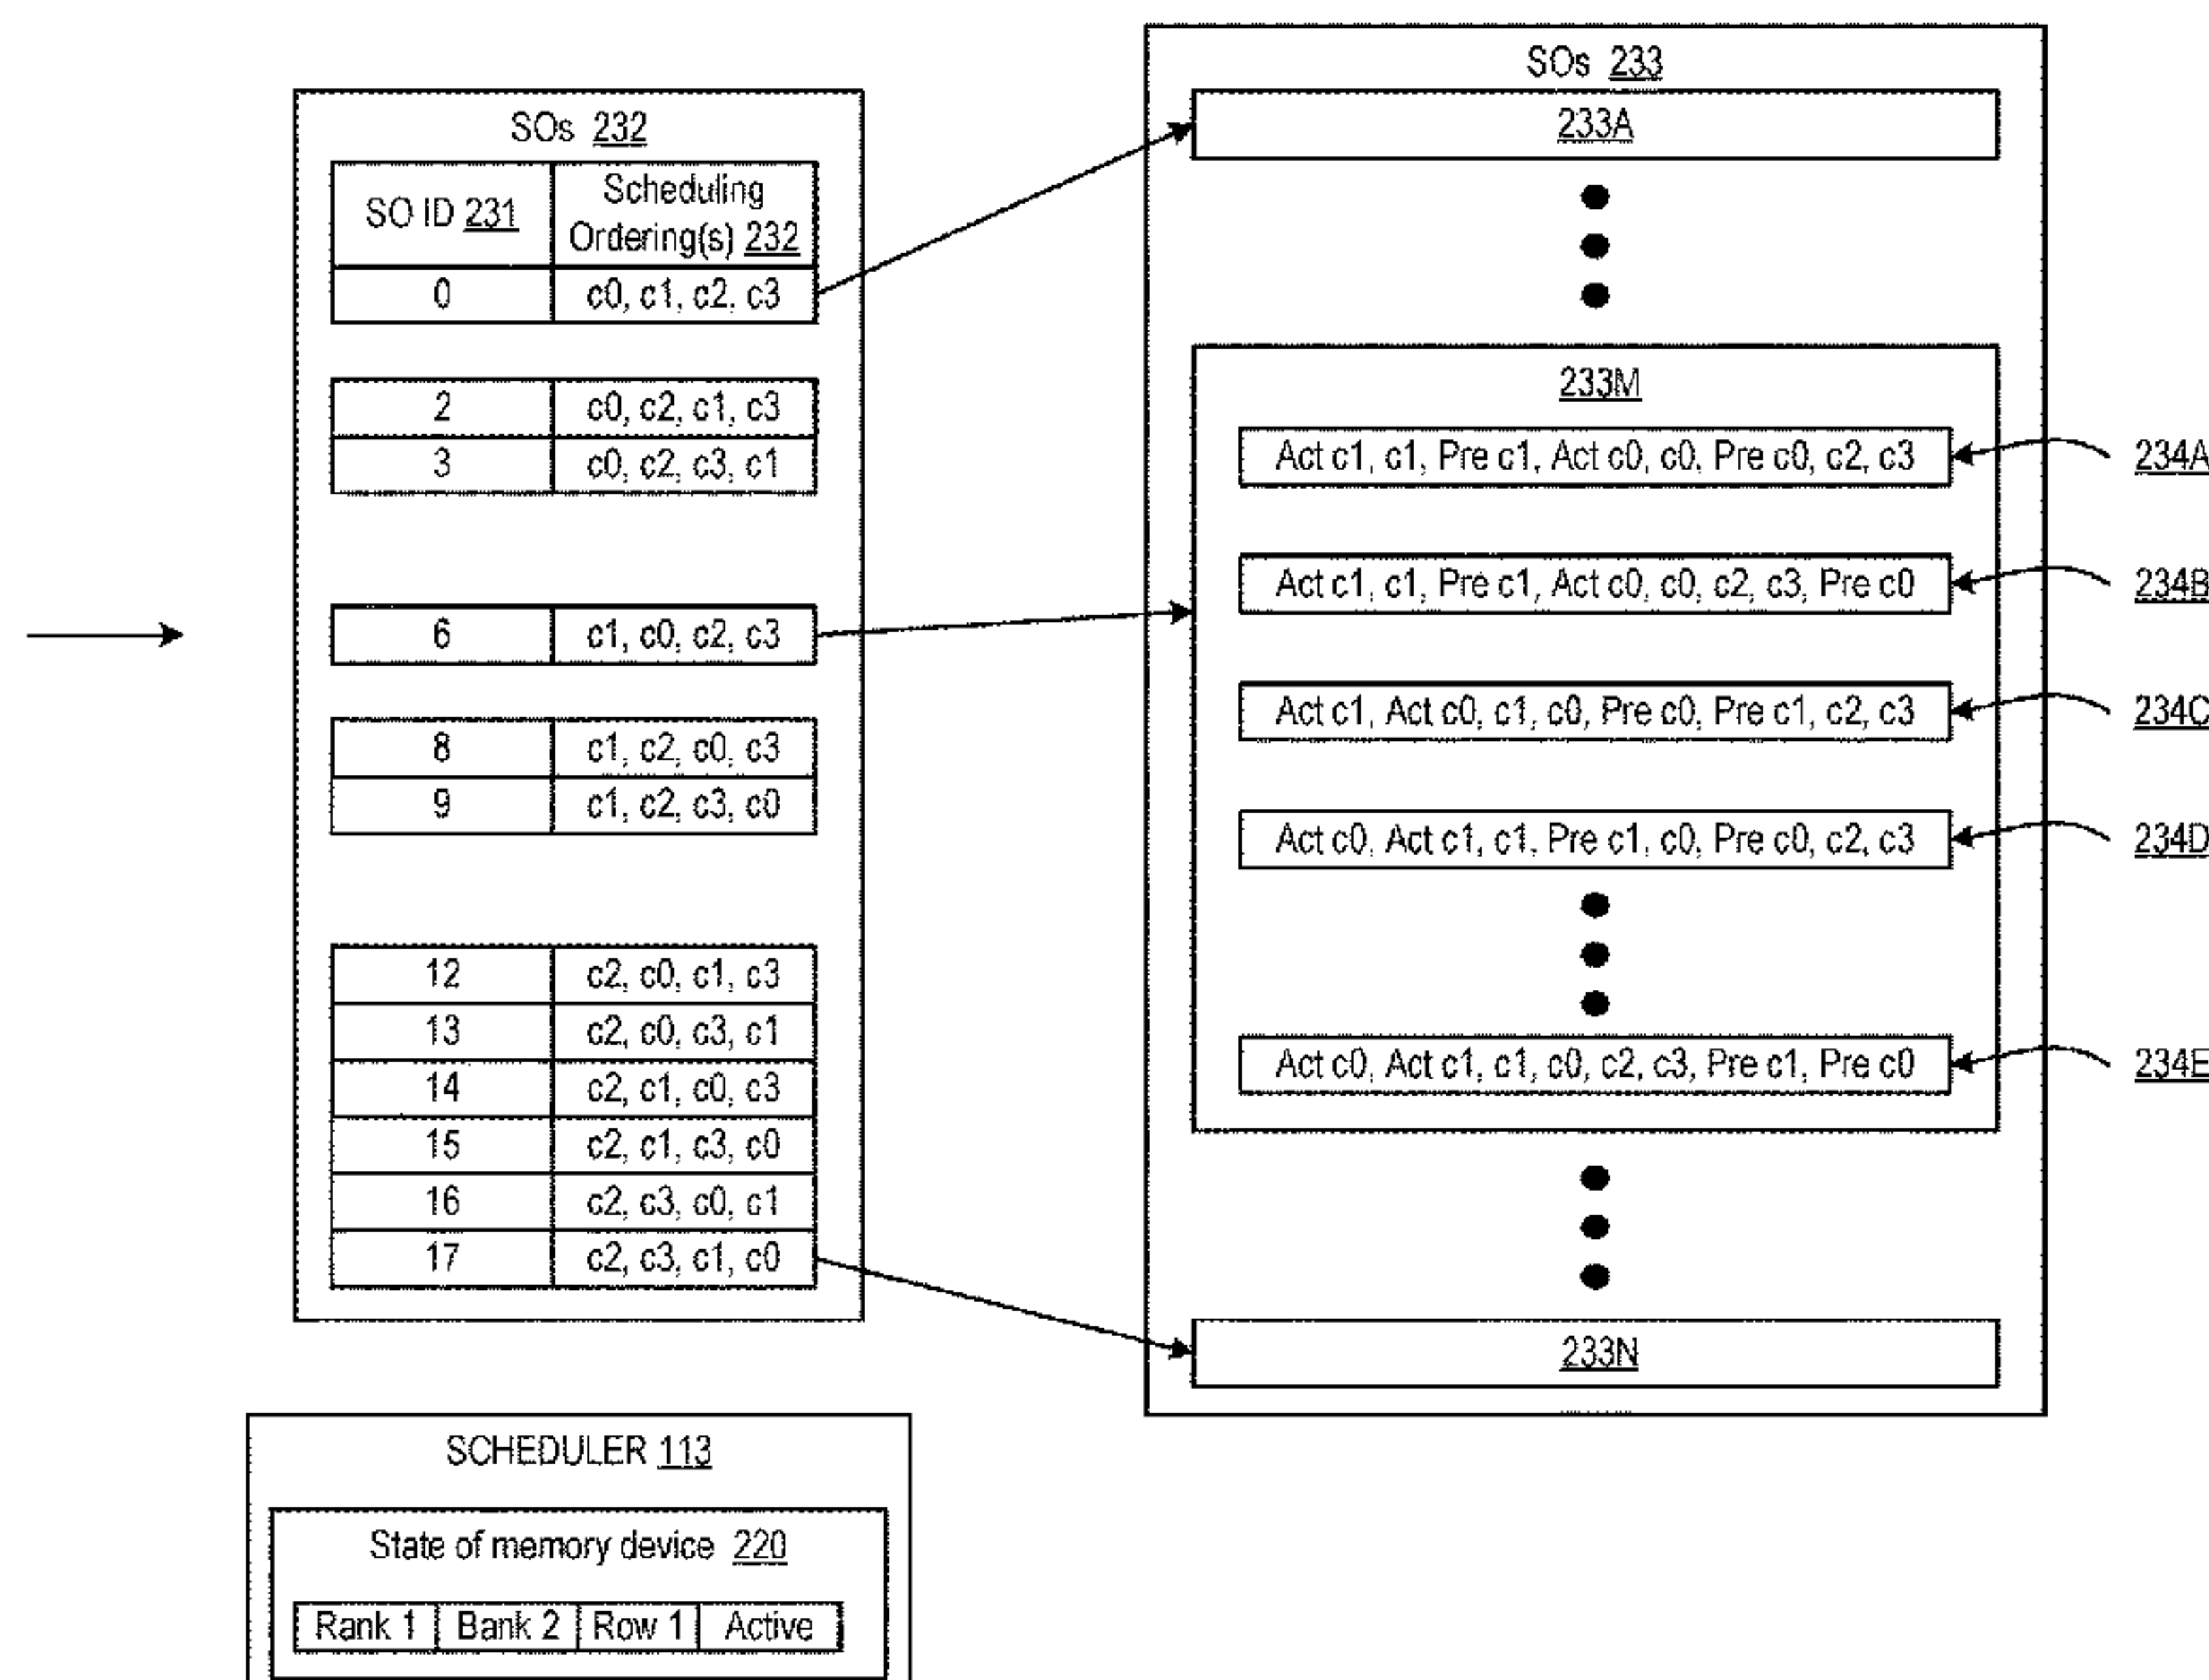 SOs 232
SO ID 231
Scheduling
Ordering(s) 232
0 c0, c1, c2, c3
2 c0, c2, c1, c3
3 c0, c2, c3, c1
6 c1, c0, c2, c3
8 c1, c2, c0, c3
9 c1, c2, c3, c0
12 c2, c0, c1, c3
13 c2, c0, c3, c1
14 c2, c1, c0, c3
15 c2, c1, c3, c0
16 c2, c3, c0, c1
17 c2, c3, c1, c0
SOs 233
233A
233M
Act c1, c1, Pre c1, Act c0, c0, Pre c0, c2, c3
234A
Act c1, c1, Pre c1, Act c0, c0, c2, c3, Pre c0
234B
Act c1, Act c0, c1, c0, Pre c0, Pre c1, c2, c3
234C
Act c0, Act c1, c1, Pre c1, c0, Pre c0, c2, c3
234D
Act c0, Act c1, c1, c0, c2, c3, Pre c1, Pre c0
234E
233N
SCHEDULER 113
State of memory device 220
Rank 1 Bank 2 Row 1 Active